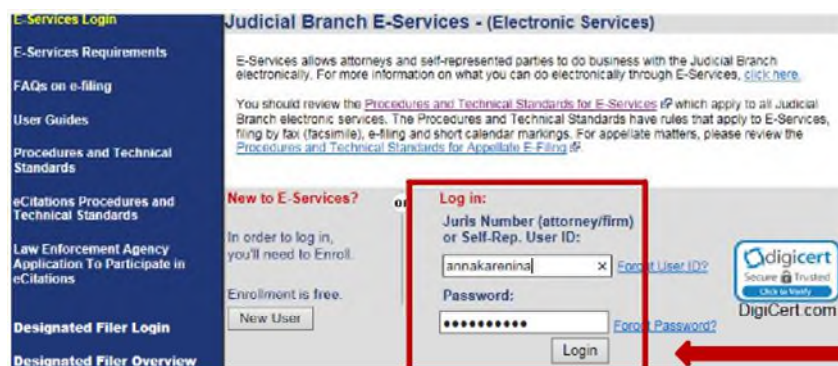 E-Services Login
E-Services Requirements
FAQs on e-filing
User Guides
Procedures and Technical
Standards
eCitations Procedures and
Technical Standards
Law Enforcement Agency
Application To Participate in
eCitations
Designated Filer Login
Designated Filer Overview
Judicial Branch E-Services - (Electronic Services)
E-Services allows attorneys and self-represented parties to do business with the Judicial Branch
electronically. For more information on what you can do electronically through E-Services, click here.
You should review the Procedures and Technical Standards for E-Services which apply to all Judicial
Branch electronic services. The Procedures and Technical Standards have rules that apply to E-Services,
filing by fax (facsimile), e-filing and short calendar markings. For appellate matters, please review the
Procedures and Technical Standards for Appellate E-Filing.
New to E-Services?
In order to log in,
you'll need to Enroll.
Enrollment is free.
New User
or
Log in:
Juris Number (attorney/firm)
or Self-Rep. User ID:
annakarenina × Forgot User ID?
Password:
•••••••••• Forgot Password?
Login
digicert
Secure Trusted
Click to Verify
DigiCert.com